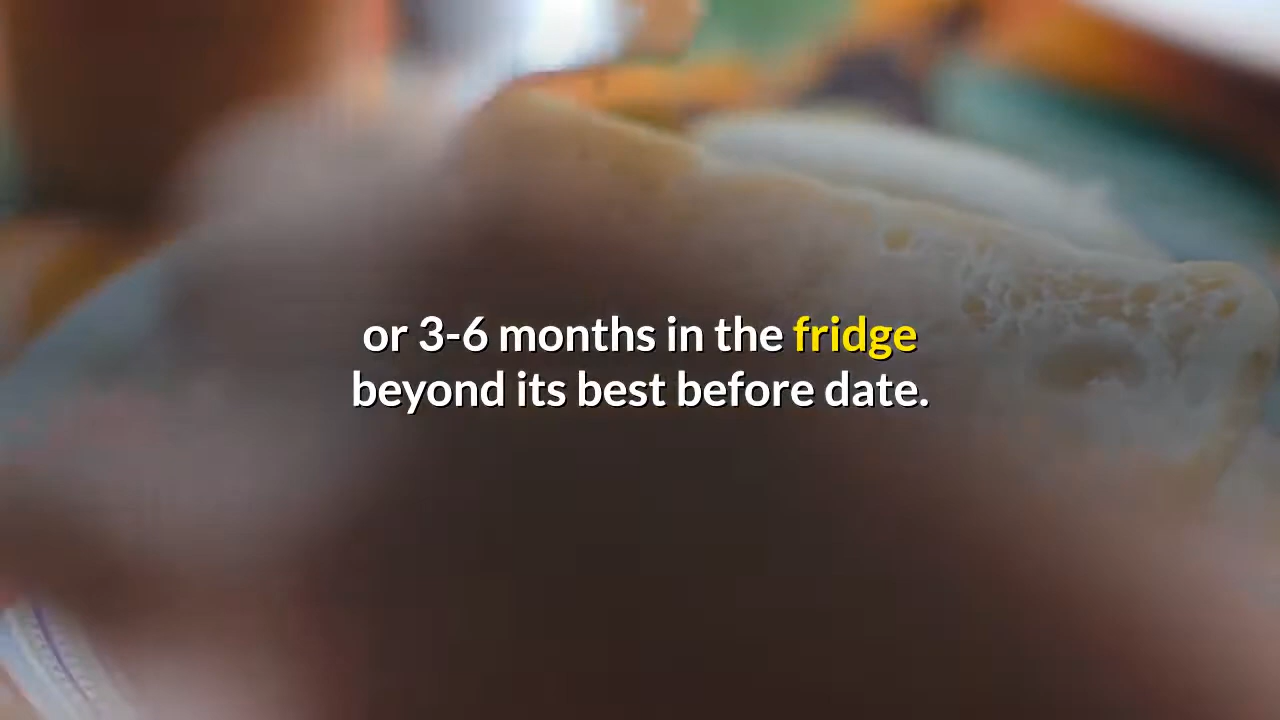 or 3-6 months in the fridge
beyond its best before date.